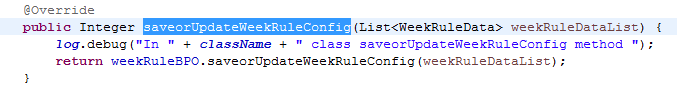 @Override
public Integer saveorUpdateWeekRuleConfig(List<WeekRuleData> weekRuleDataList) {
log.debug("In " + className + " class saveorUpdateWeekRuleConfig method ");
return weekRuleBPO.saveorUpdateWeekRuleConfig(weekRuleDataList);
}